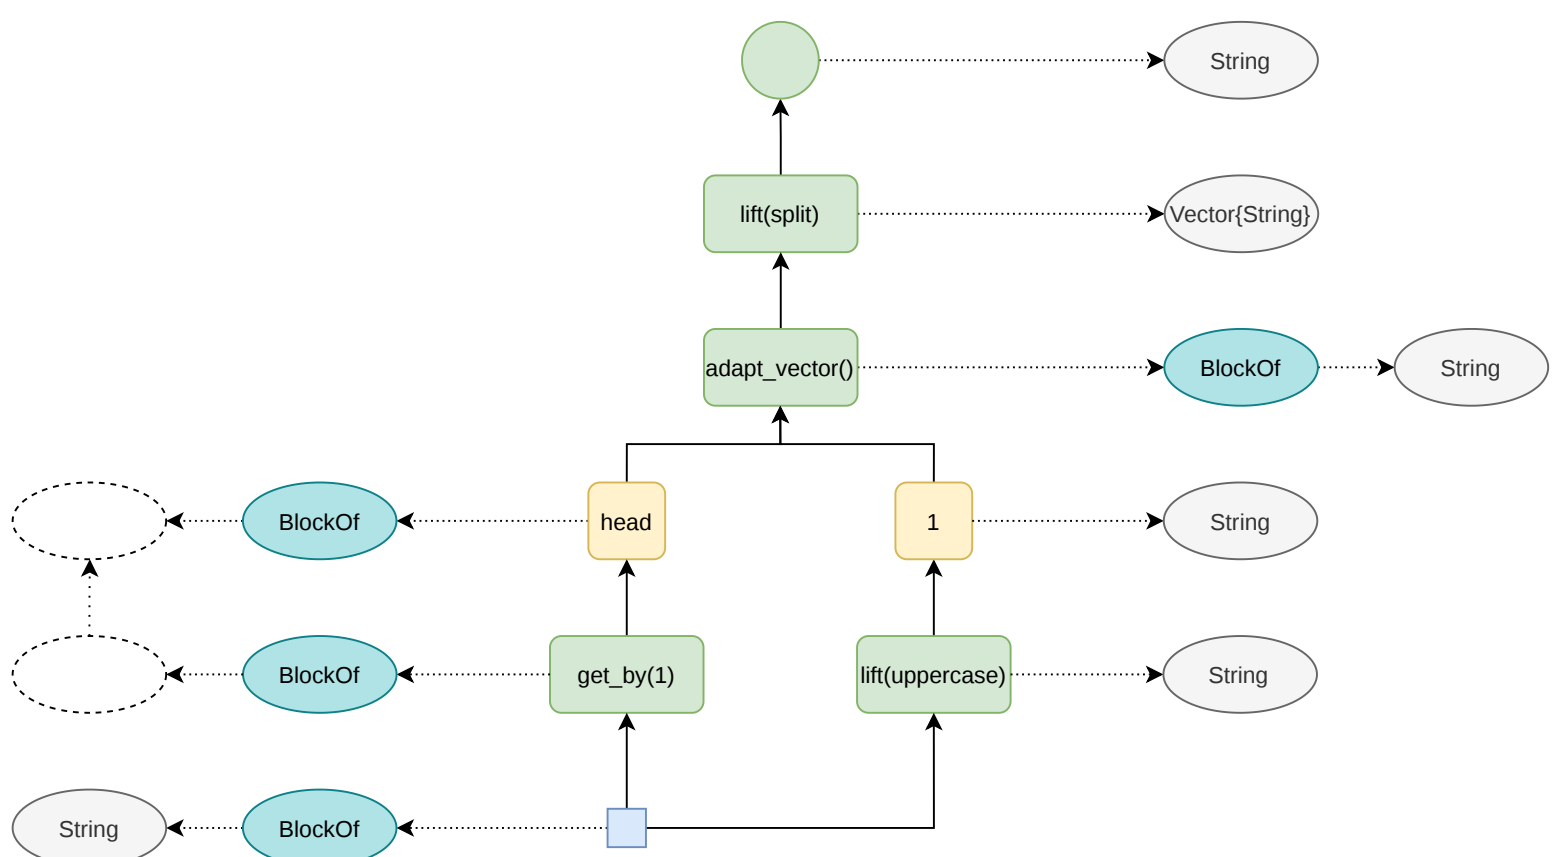 String
lift(split)
Vector{String}
adapt_vector()
BlockOf
String
BlockOf
head
1
String
BlockOf
get_by(1)
lift(uppercase)
String
String
BlockOf